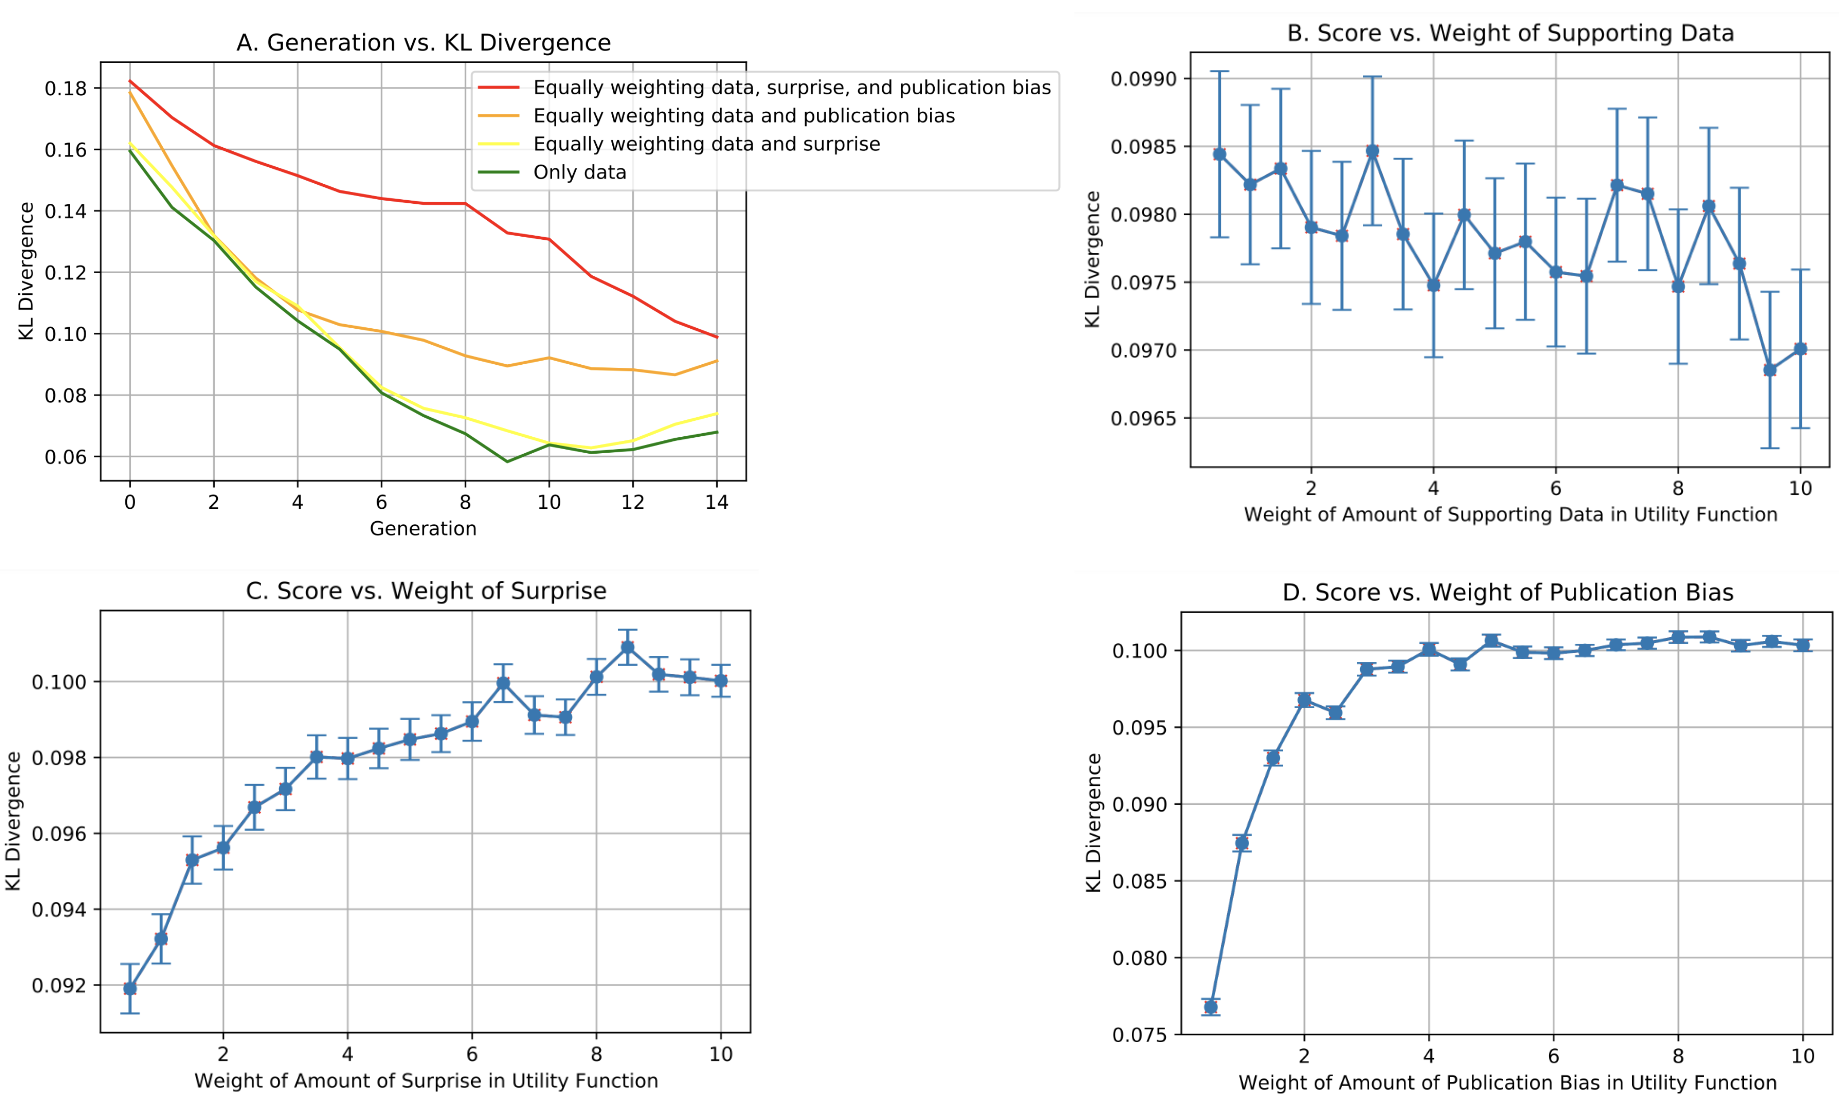 A. Generation vs. KL Divergence
KL Divergence
0.18
0.16
0.14
0.12
0.10
0.08
0.06
0 2 4 6 8 10 12 14
Generation
Equally weighting data, surprise, and publication bias
Equally weighting data and publication bias
Equally weighting data and surprise
Only data
B. Score vs. Weight of Supporting Data
KL Divergence
0.0990
0.0985
0.0980
0.0975
0.0970
0.0965
2 4 6 8 10
Weight of Amount of Supporting Data in Utility Function
C. Score vs. Weight of Surprise
KL Divergence
0.100
0.098
0.096
0.094
0.092
2 4 6 8 10
Weight of Amount of Surprise in Utility Function
D. Score vs. Weight of Publication Bias
KL Divergence
0.100
0.095
0.090
0.085
0.080
0.075
2 4 6 8 10
Weight of Amount of Publication Bias in Utility Function